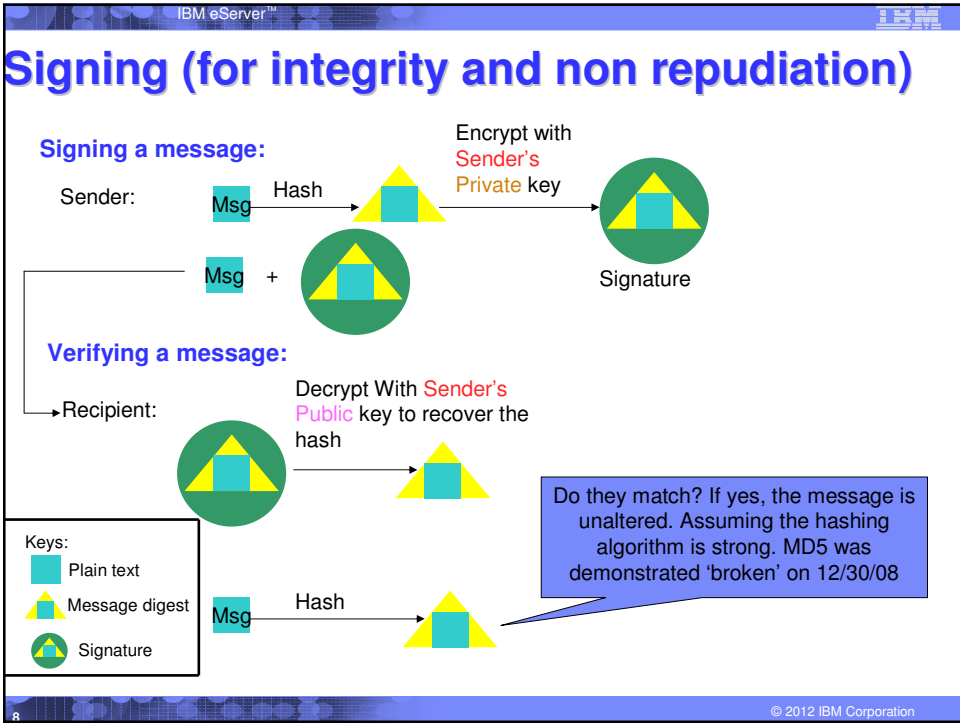 IBM eServer™
IBM
Signing (for integrity and non repudiation)
Signing a message:
Encrypt with
Sender's
Private key
Sender:
Msg
Hash
Msg
+
Signature
Verifying a message:
Decrypt With Sender's
Public key to recover the
hash
Recipient:
Do they match? If yes, the message is
unaltered. Assuming the hashing
algorithm is strong. MD5 was
demonstrated ‘broken’ on 12/30/08
Keys:
Plain text
Message digest
Signature
Msg
Hash
8
© 2012 IBM Corporation